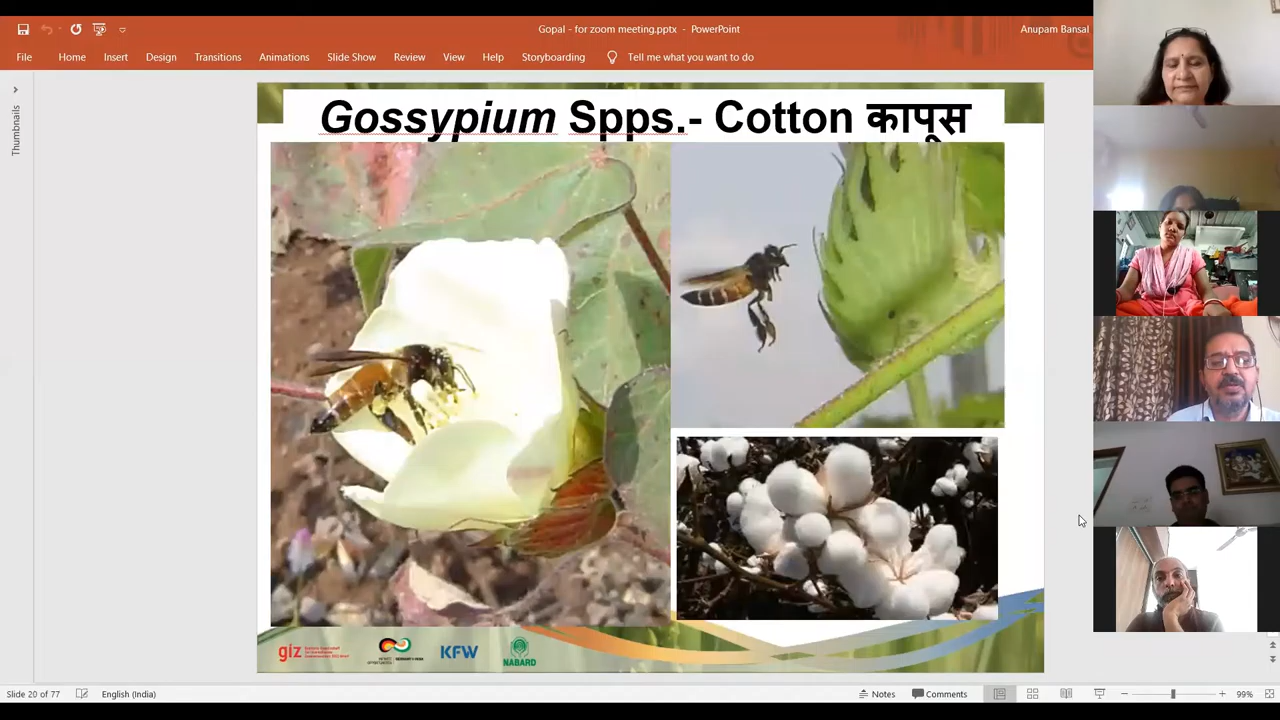 Gopal - for zoom meeting.pptx - PowerPoint
Anupam Bansal
File Home Insert Design Transitions Animations Slide Show Review View Help Storyboarding Tell me what you want to do
Thumbnails
Gossypium Spps.- Cotton कापूस
giz
KFW
NABARD
Slide 20 of 77 English (India) Notes Comments 99%